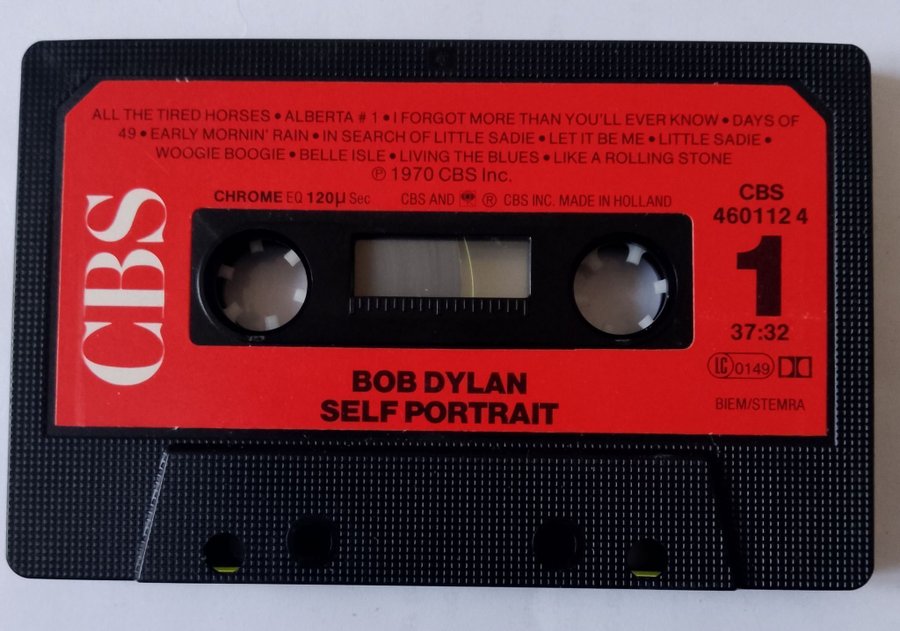 ALL THE TIRED HORSES • ALBERTA # 1 • I FORGOT MORE THAN YOU'LL EVER KNOW • DAYS OF
49 • EARLY MORNIN' RAIN • IN SEARCH OF LITTLE SADIE • LET IT BE ME • LITTLE SADIE •
WOOGIE BOOGIE • BELLE ISLE • LIVING THE BLUES • LIKE A ROLLING STONE
℗ 1970 CBS Inc.
CHROME EQ 120µ Sec CBS AND ® CBS INC. MADE IN HOLLAND
CBS
CBS
460112 4
1
37:32
LC 0149
BIEM/STEMRA
BOB DYLAN
SELF PORTRAIT